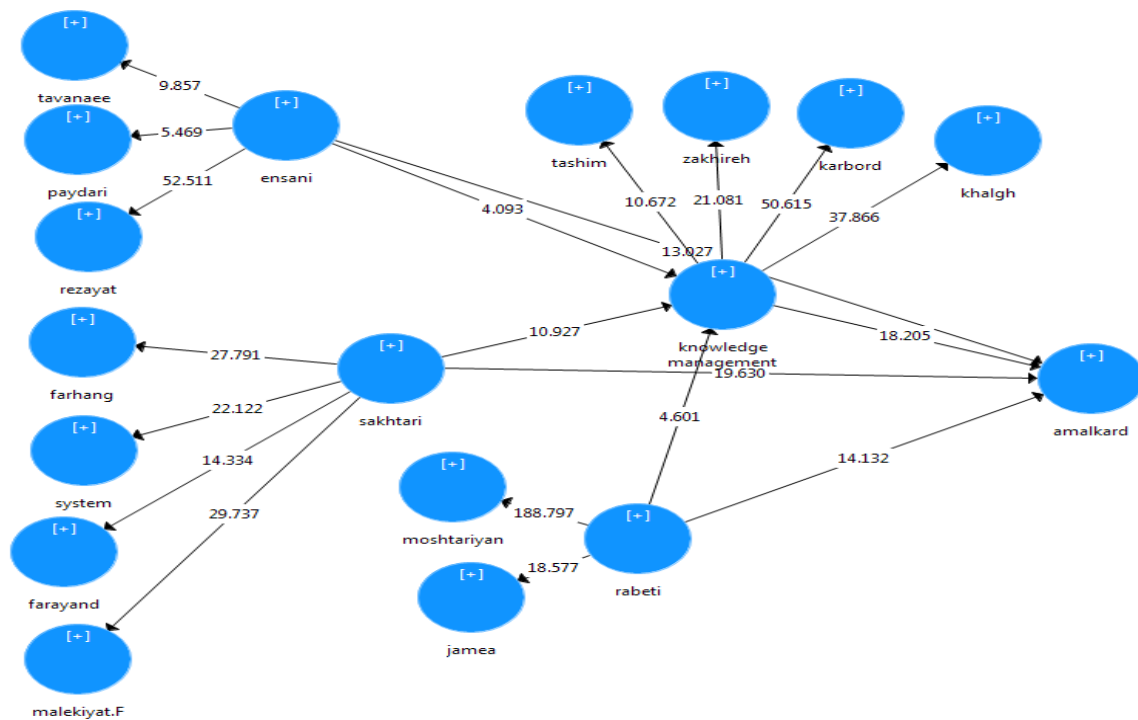 [+]
tavanaee
[+]
paydari
[+]
rezayat
[+]
farhang
[+]
system
[+]
farayand
[+]
malekiyat.F
9.857
5.469
52.511
[+]
ensani
27.791
22.122
14.334
29.737
[+]
sakhtari
4.093
13.027
10.927
19.630
[+]
tashim
[+]
zakhireh
[+]
karbord
[+]
khalgh
10.672
21.081
50.615
37.866
[+]
knowledge
management
18.205
4.601
14.132
[+]
moshtariyan
[+]
jamea
188.797
18.577
[+]
rabeti
[+]
amalkard